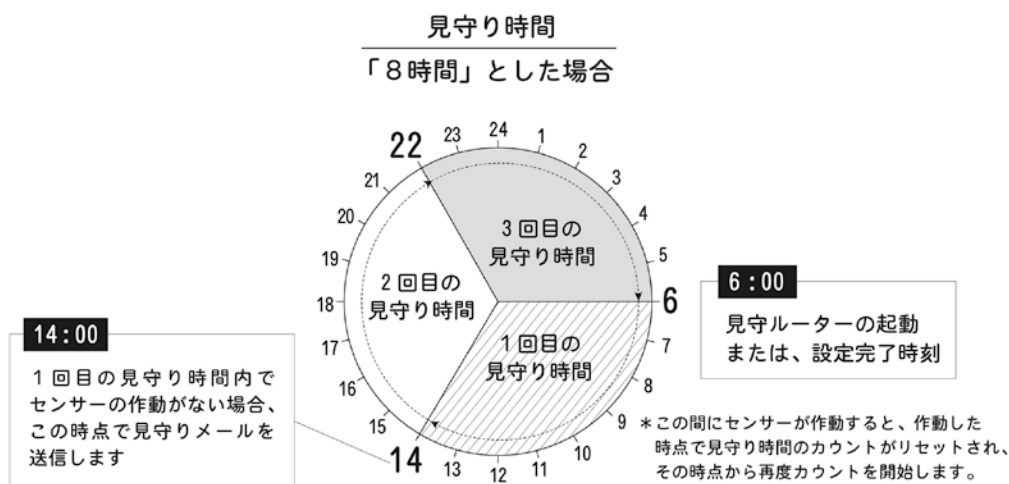 見守り時間
「8時間」とした場合
24
1
2
3
4
5
6
7
8
9
10
11
12
13
14
15
16
17
18
19
20
21
22
23
3回目の
見守り時間
2回目の
見守り時間
1回目の
見守り時間
6:00
見守ルーターの起動
または、設定完了時刻
14:00
1回目の見守り時間内で
センサーの作動がない場合、
この時点で見守りメールを
送信します
＊この間にセンサーが作動すると、作動した
時点で見守り時間のカウントがリセットされ、
その時点から再度カウントを開始します。